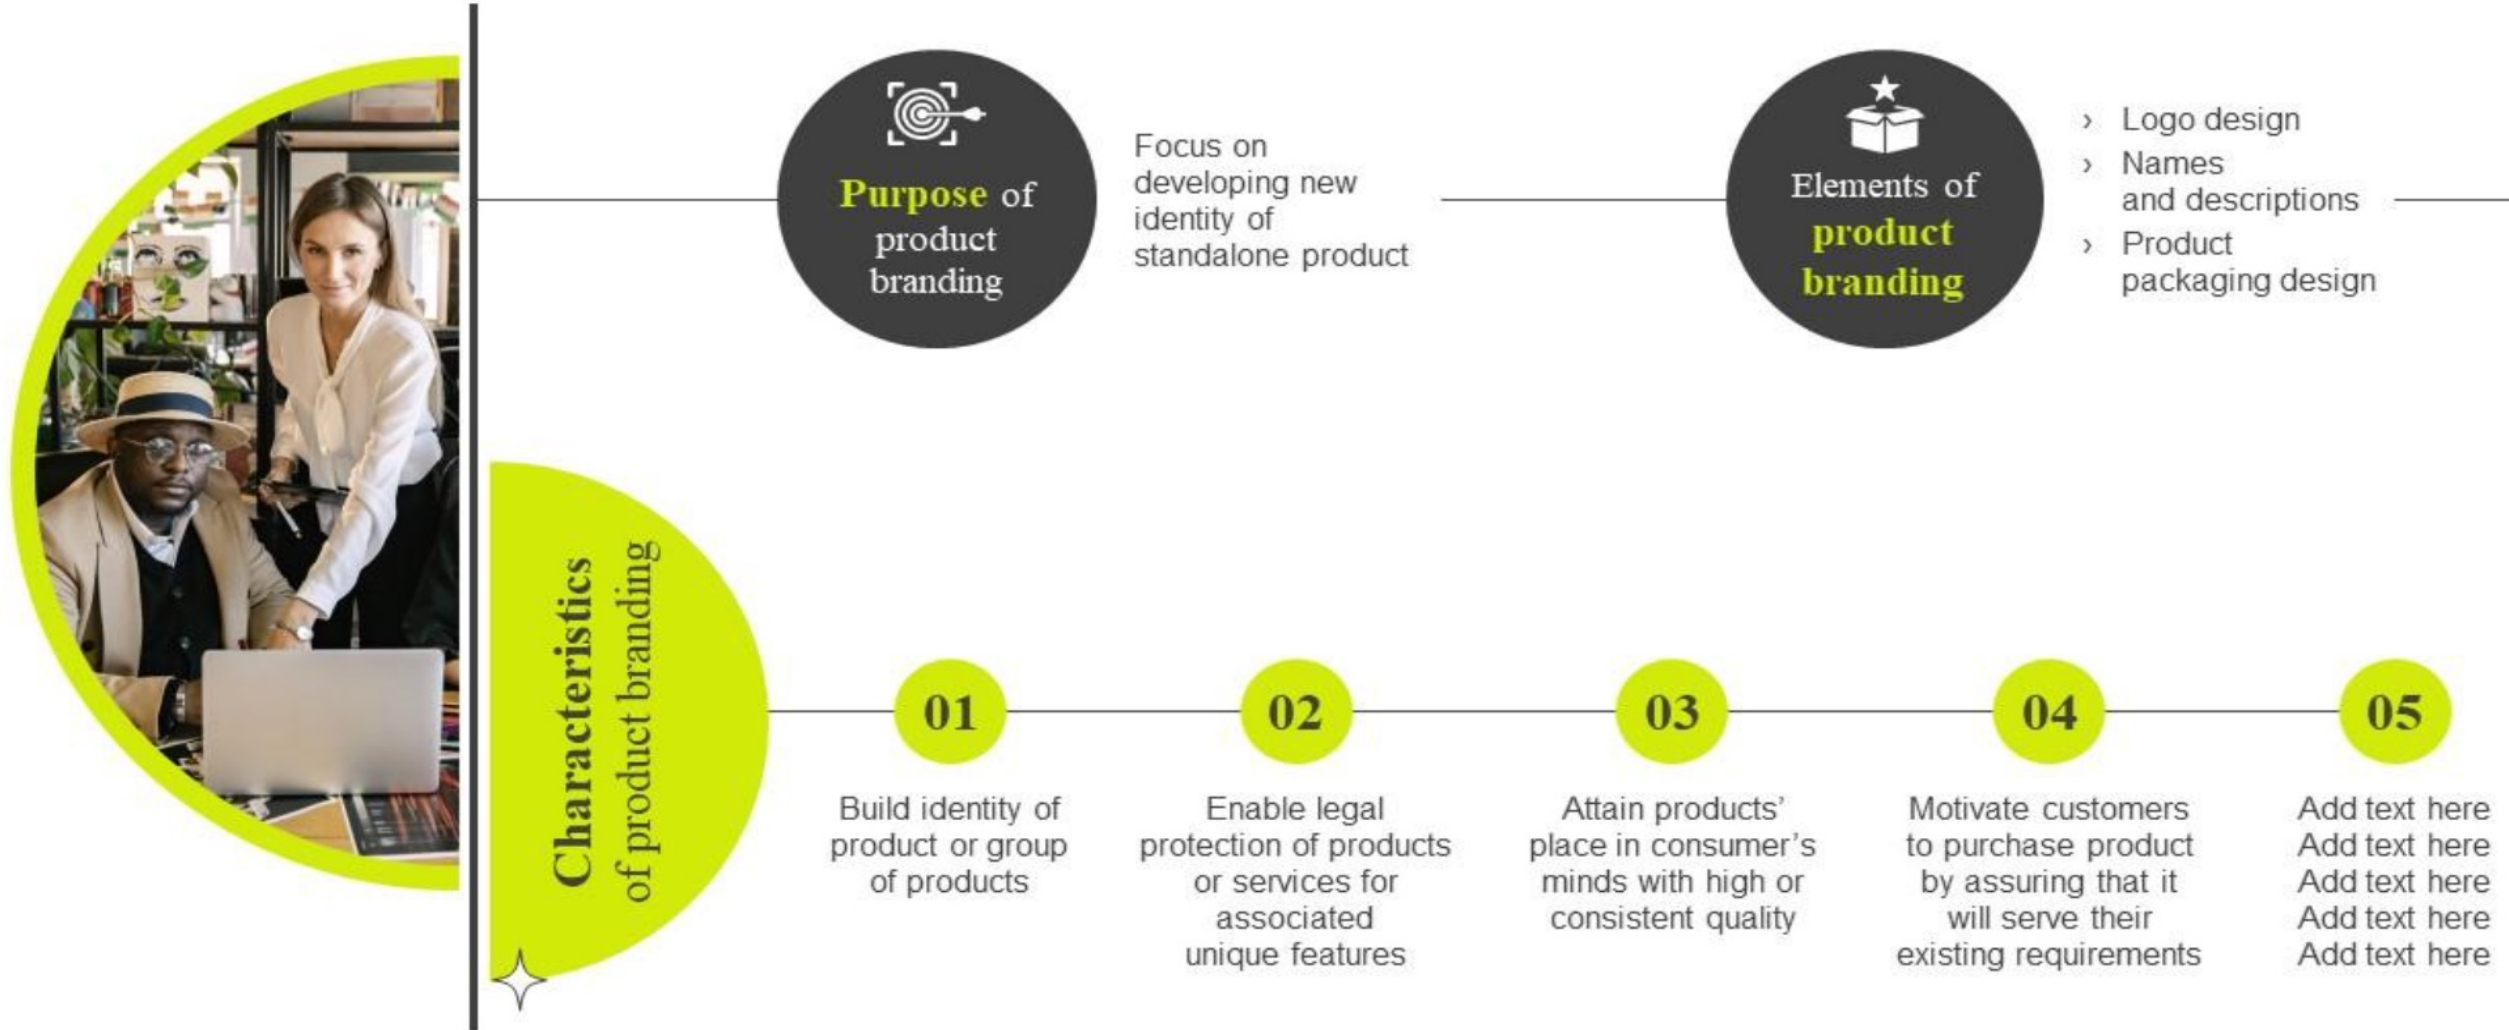 Purpose of
product
branding
Focus on
developing new
identity of
standalone product
Elements of
product
branding
› Logo design
› Names
and descriptions
› Product
packaging design
Characteristics
of product branding
01
Build identity of
product or group
of products
02
Enable legal
protection of products
or services for
associated
unique features
03
Attain products’
place in consumer’s
minds with high or
consistent quality
04
Motivate customers
to purchase product
by assuring that it
will serve their
existing requirements
05
Add text here
Add text here
Add text here
Add text here
Add text here